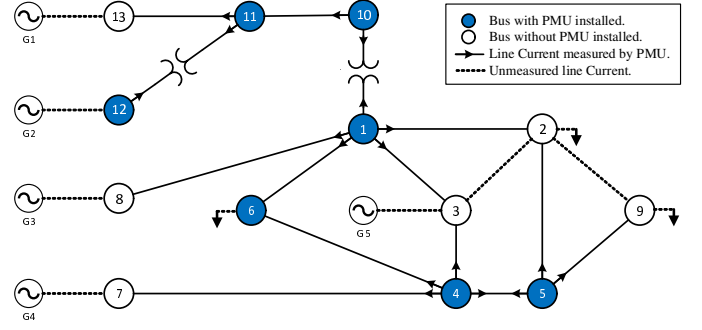 13
11
10
G1
Bus with PMU installed.
Bus without PMU installed.
Line Current measured by PMU.
Unmeasured line Current.
12
G2
1
2
8
G3
6
G5
3
9
7
G4
4
5